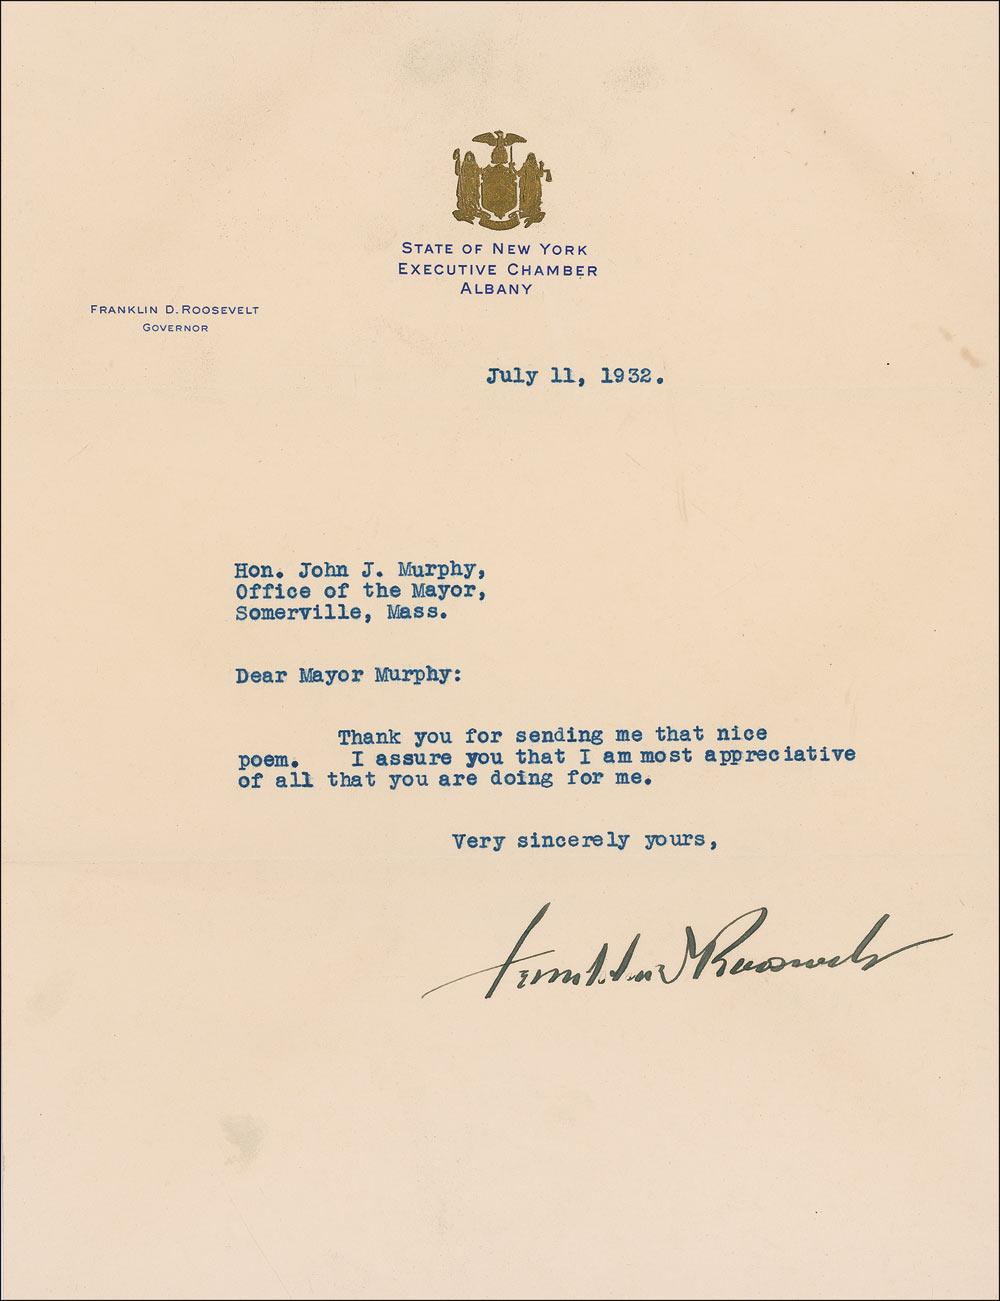 STATE OF NEW YORK
EXECUTIVE CHAMBER
ALBANY
FRANKLIN D. ROOSEVELT
GOVERNOR
July 11, 1932.
Hon. John J. Murphy,
Office of the Mayor,
Somerville, Mass.
Dear Mayor Murphy:
Thank you for sending me that nice
poem. I assure you that I am most appreciative
of all that you are doing for me.
Very sincerely yours,
Franklin D Roosevelt